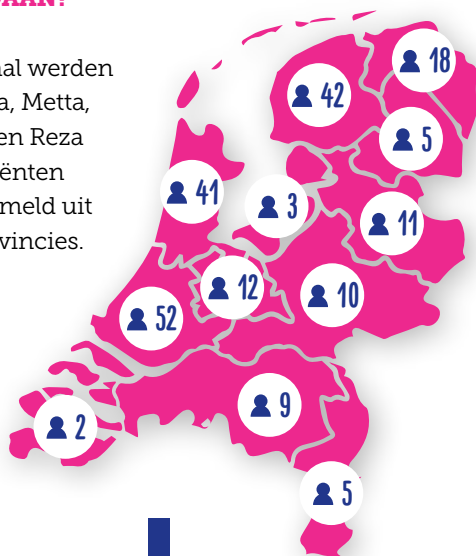 aal werden
a, Metta,
en Reza
ënten
meld uit
vincies.
18
42
5
41
3
11
12
10
52
9
2
5